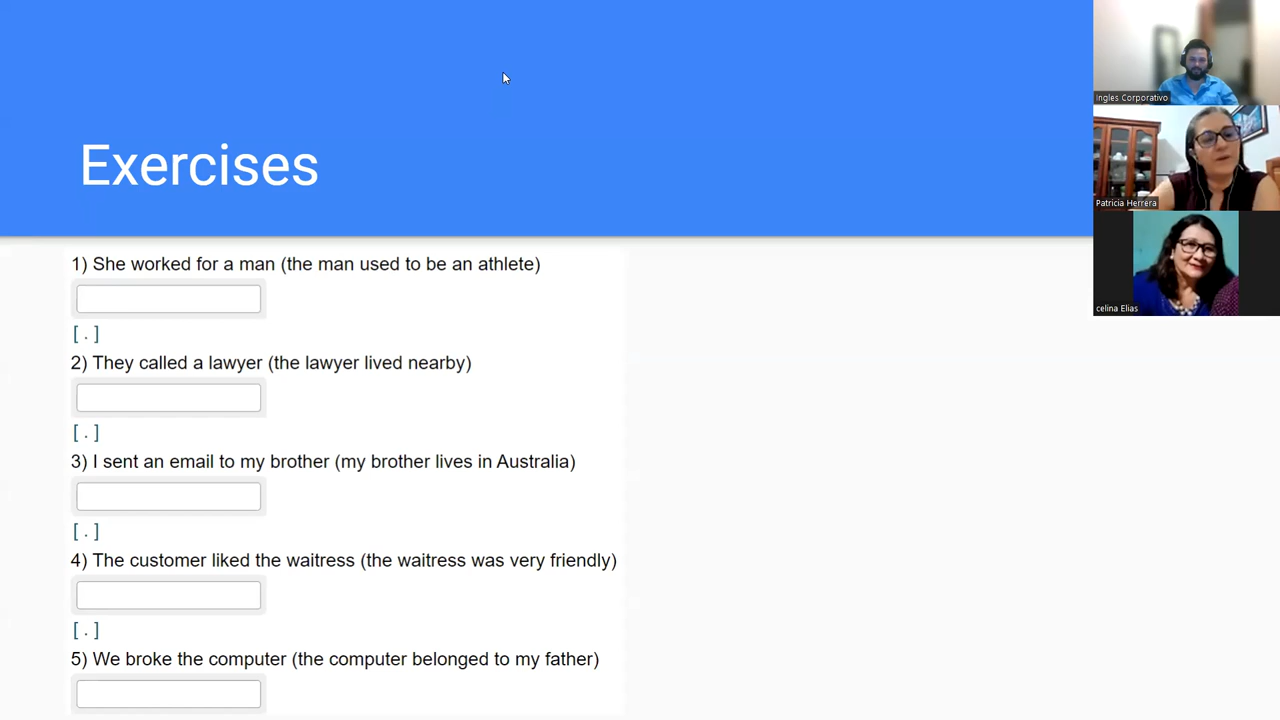 Exercises
1) She worked for a man (the man used to be an athlete)
[ . ]
2) They called a lawyer (the lawyer lived nearby)
[ . ]
3) I sent an email to my brother (my brother lives in Australia)
[ . ]
4) The customer liked the waitress (the waitress was very friendly)
[ . ]
5) We broke the computer (the computer belonged to my father)
Ingles Corporativo
Patricia Herrera
celina Elias